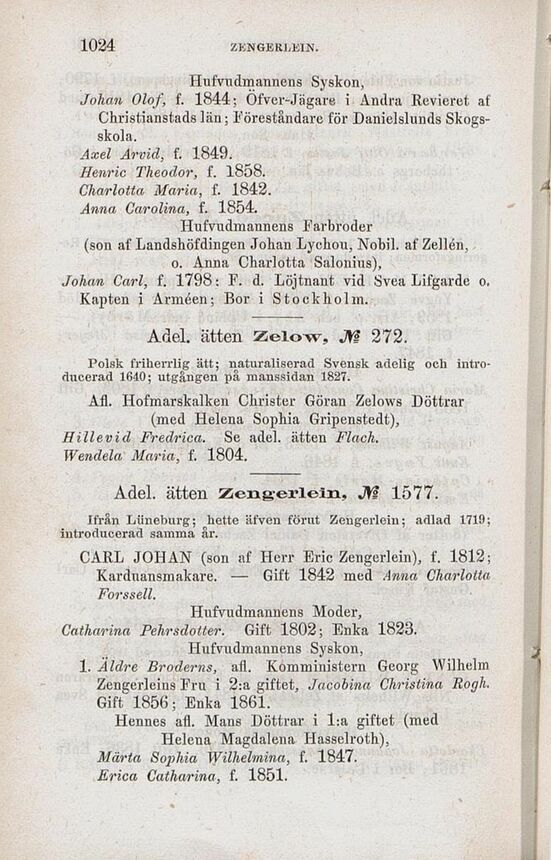 1024
ZENGERLEIN.
Hufvudmannens Syskon,
Johan Olof, f. 1844; Öfver-Jägare i Andra Revieret af
Christianstads län; Föreståndare för Danielslunds Skogs-
skola.
Axel Arvid, f. 1849.
Henric Theodor, f. 1858.
Charlotta Maria, f. 1842.
Anna Carolina, f. 1854.
Hufvudmannens Farbroder
(son af Landshöfdingen Johan Lychou, Nobil. af Zellén,
o. Anna Charlotta Salonius),
Johan Carl, f. 1798; F. d. Löjtnant vid Svea Lifgarde o.
Kapten i Arméen; Bor i Stockholm.
Adel. ätten Zelow, № 272.
Polsk friherrlig ätt; naturaliserad Svensk adelig och intro-
ducerad 1640; utgången på manssidan 1827.
Afl. Hofmarskalken Christer Göran Zelows Döttrar
(med Helena Sophia Gripenstedt),
Hillevid Fredrica. Se adel. ätten Flach.
Wendela Maria, f. 1804.
Adel. ätten Zengerlein, № 1577.
Ifrån Lüneburg; hette äfven förut Zengerlein; adlad 1719;
introducerad samma år.
CARL JOHAN (son af Herr Eric Zengerlein), f. 1812;
Karduansmakare. — Gift 1842 med Anna Charlotta
Forssell.
Hufvudmannens Moder,
Catharina Pehrsdotter. Gift 1802; Enka 1823.
Hufvudmannens Syskon,
1. Äldre Broderns, afl. Komministern Georg Wilhelm
Zengerleins Fru i 2:a giftet, Jacobina Christina Rogh.
Gift 1856; Enka 1861.
Hennes afl. Mans Döttrar i 1:a giftet (med
Helena Magdalena Hasselroth),
Märta Sophia Wilhelmina, f. 1847.
Erica Catharina, f. 1851.